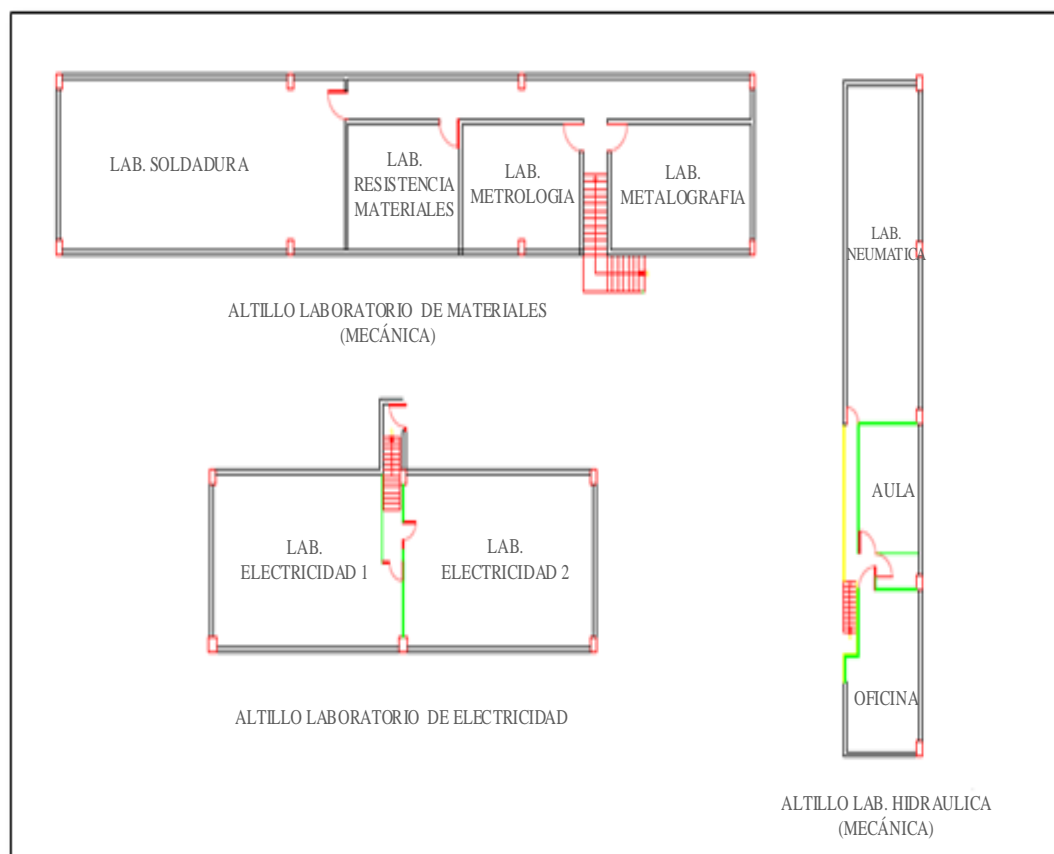 LAB. SOLDADURA
LAB.
RESISTENCIA
MATERIALES
LAB.
METROLOGIA
LAB.
METALOGRAFIA
ALTILLO LABORATORIO DE MATERIALES
(MECÁNICA)
LAB.
NEUMATICA
AULA
OFICINA
ALTILLO LAB. HIDRAULICA
(MECÁNICA)
LAB.
ELECTRICIDAD 1
LAB.
ELECTRICIDAD 2
ALTILLO LABORATORIO DE ELECTRICIDAD